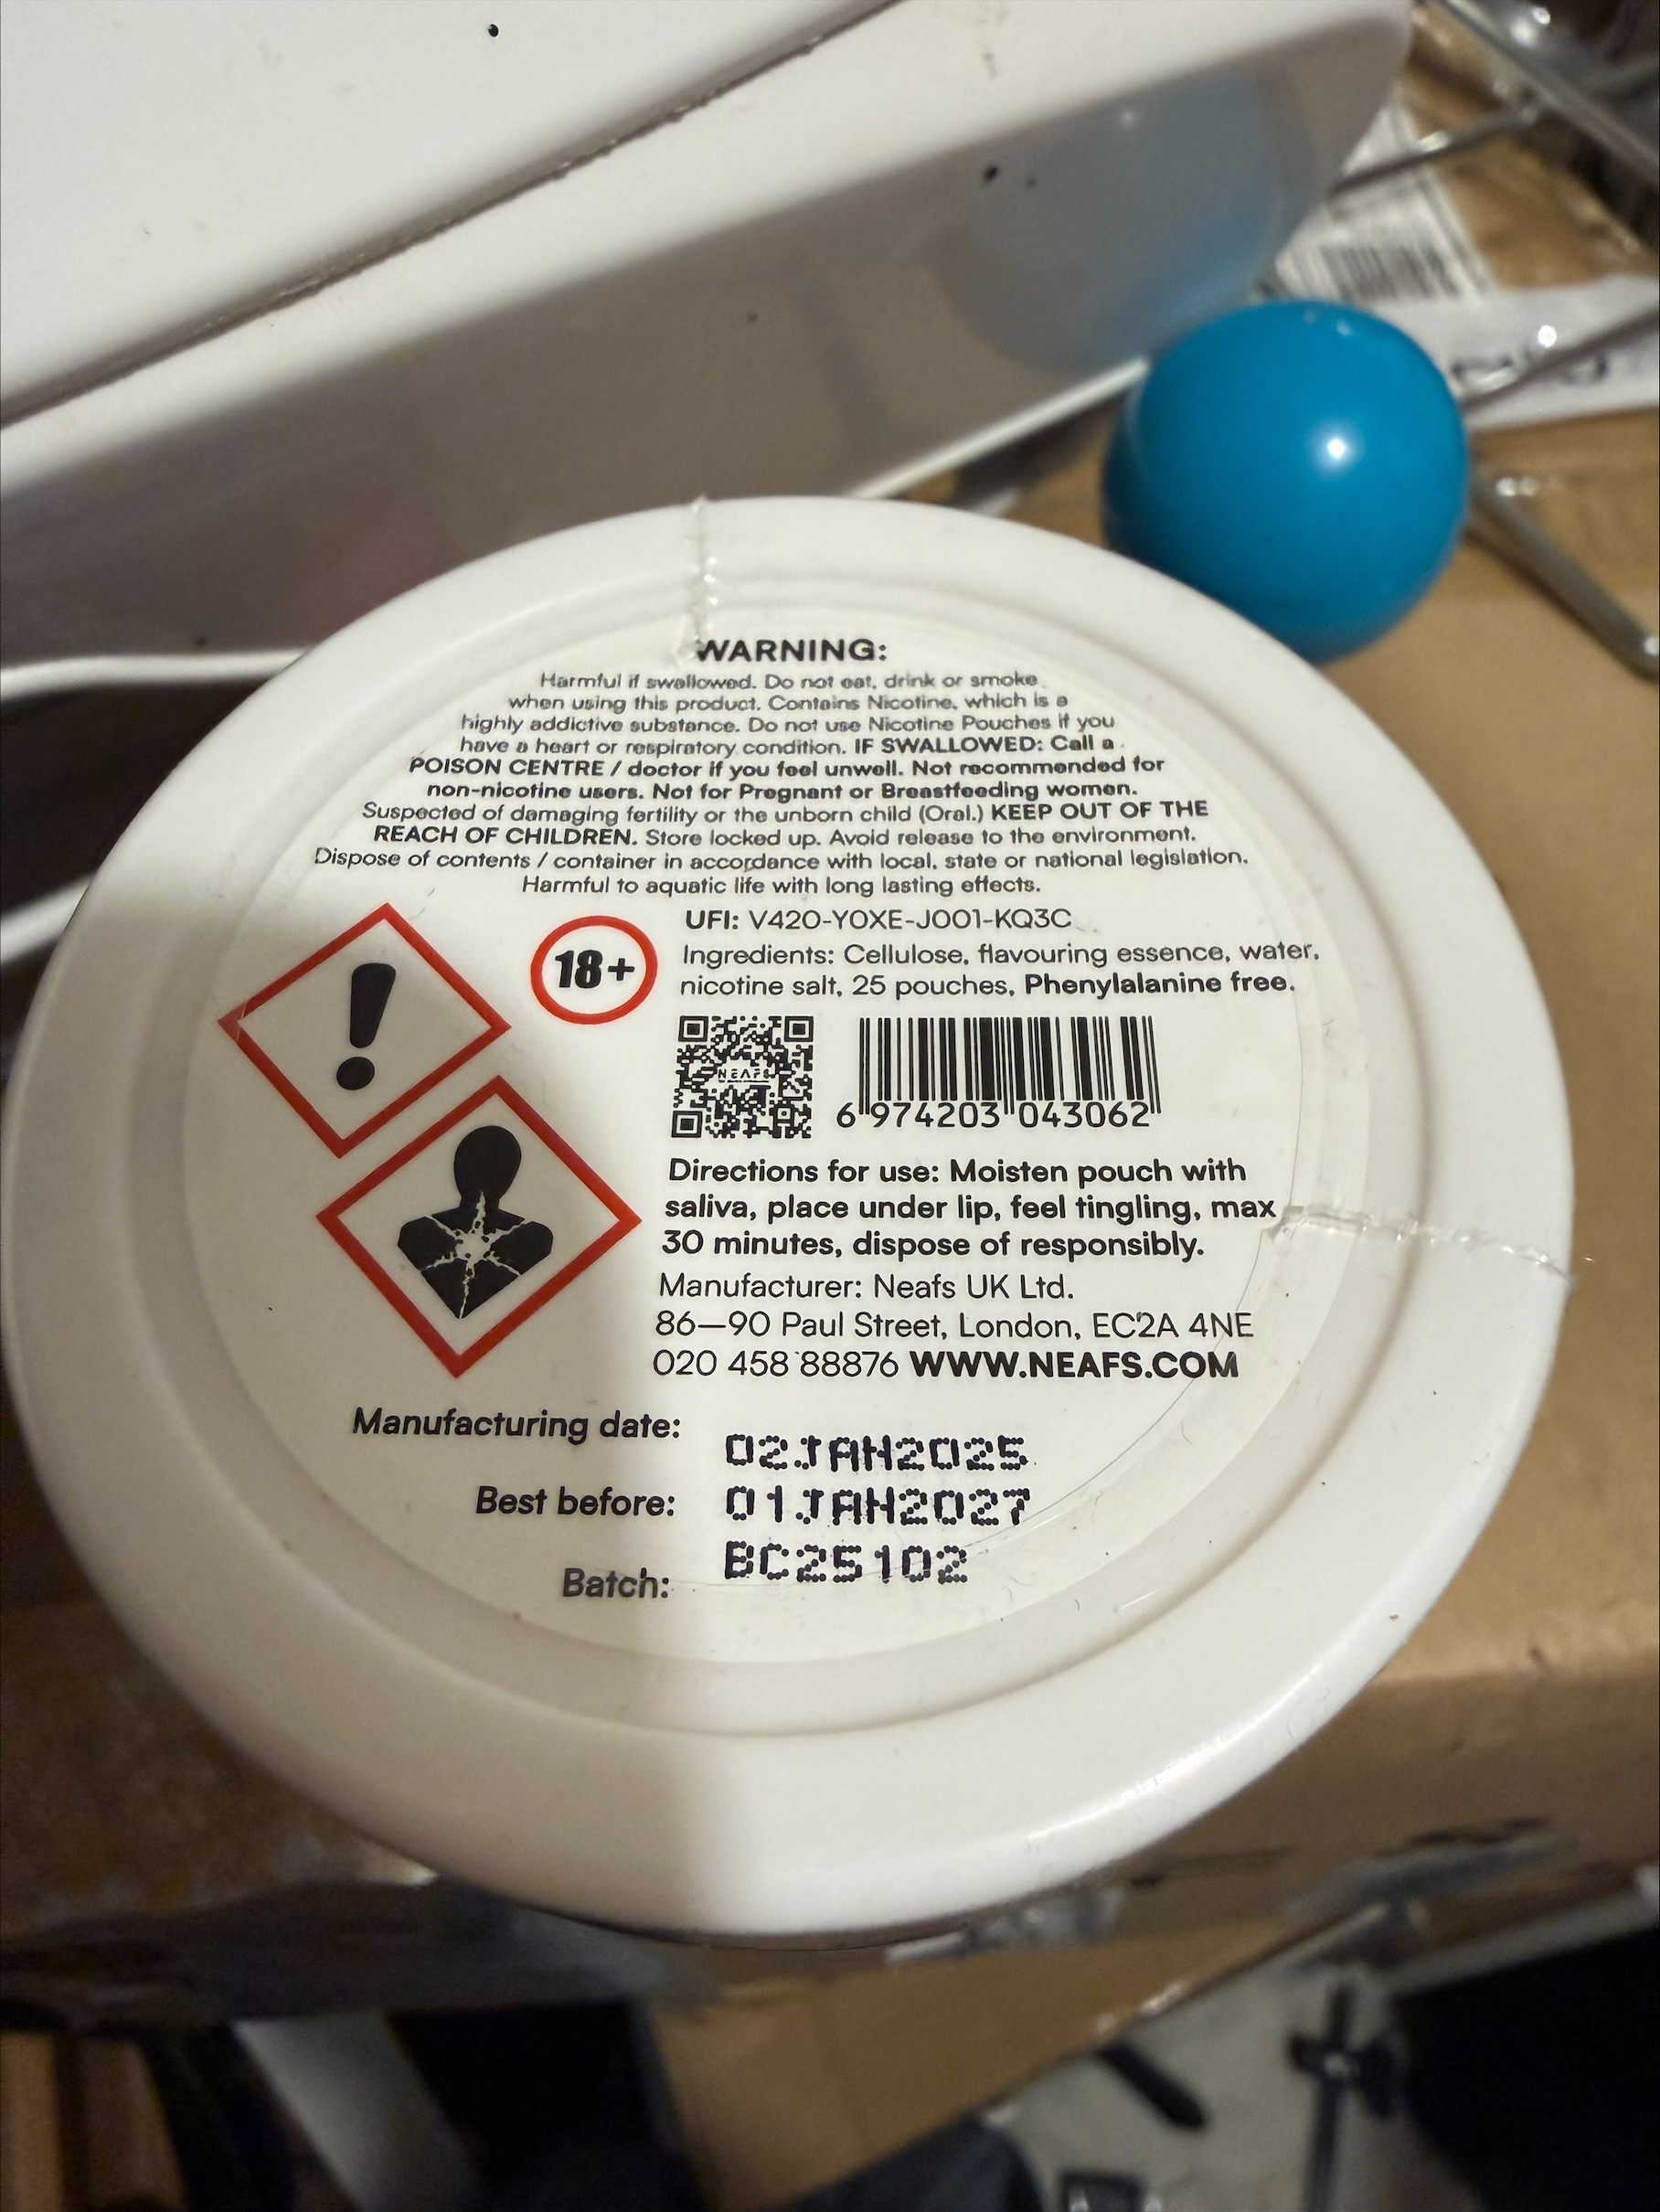 WARNING:
Harmful if swallowed. Do not eat, drink or smoke
when using this product. Contains Nicotine, which is a
highly addictive substance. Do not use Nicotine Pouches if you
have a heart or respiratory condition. IF SWALLOWED: Call a
POISON CENTRE / doctor if you feel unwell. Not recommended for
non-nicotine users. Not for Pregnant or Breastfeeding women.
Suspected of damaging fertility or the unborn child (Oral.) KEEP OUT OF THE
REACH OF CHILDREN. Store locked up. Avoid release to the environment.
Dispose of contents / container in accordance with local, state or national legislation.
Harmful to aquatic life with long lasting effects.
UFI: V420-Y0XE-J001-KQ3C
18+
Ingredients: Cellulose, flavouring essence, water,
nicotine salt, 25 pouches, Phenylalanine free.
NEAFS
6 974203 043062
Directions for use: Moisten pouch with
saliva, place under lip, feel tingling, max
30 minutes, dispose of responsibly.
Manufacturer: Neafs UK Ltd.
86–90 Paul Street, London, EC2A 4NE
020 458 88876 WWW.NEAFS.COM
Manufacturing date: 02JAN2025
Best before: 01JAN2027
Batch: BC25102